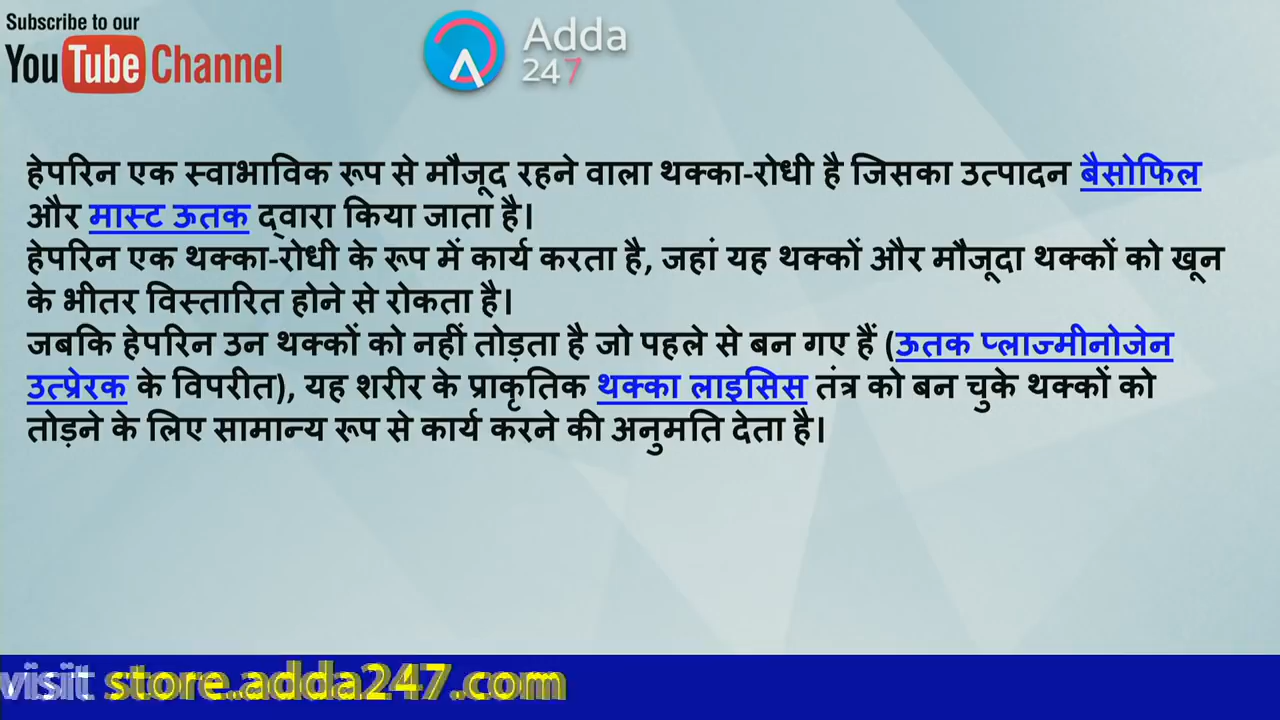 Subscribe to our
YouTube Channel
Adda
247
हेपरिन एक स्वाभाविक रूप से मौजूद रहने वाला थक्का-रोधी है जिसका उत्पादन बैसोफिल
और मास्ट ऊतक द्वारा किया जाता है।
हेपरिन एक थक्का-रोधी के रूप में कार्य करता है, जहां यह थक्कों और मौजूदा थक्कों को खून
के भीतर विस्तारित होने से रोकता है।
जबकि हेपरिन उन थक्कों को नहीं तोड़ता है जो पहले से बन गए हैं (ऊतक प्लाज्मीनोजेन
उत्प्रेरक के विपरीत), यह शरीर के प्राकृतिक थक्का लाइसिस तंत्र को बन चुके थक्कों को
तोड़ने के लिए सामान्य रूप से कार्य करने की अनुमति देता है।
visit store.adda247.com